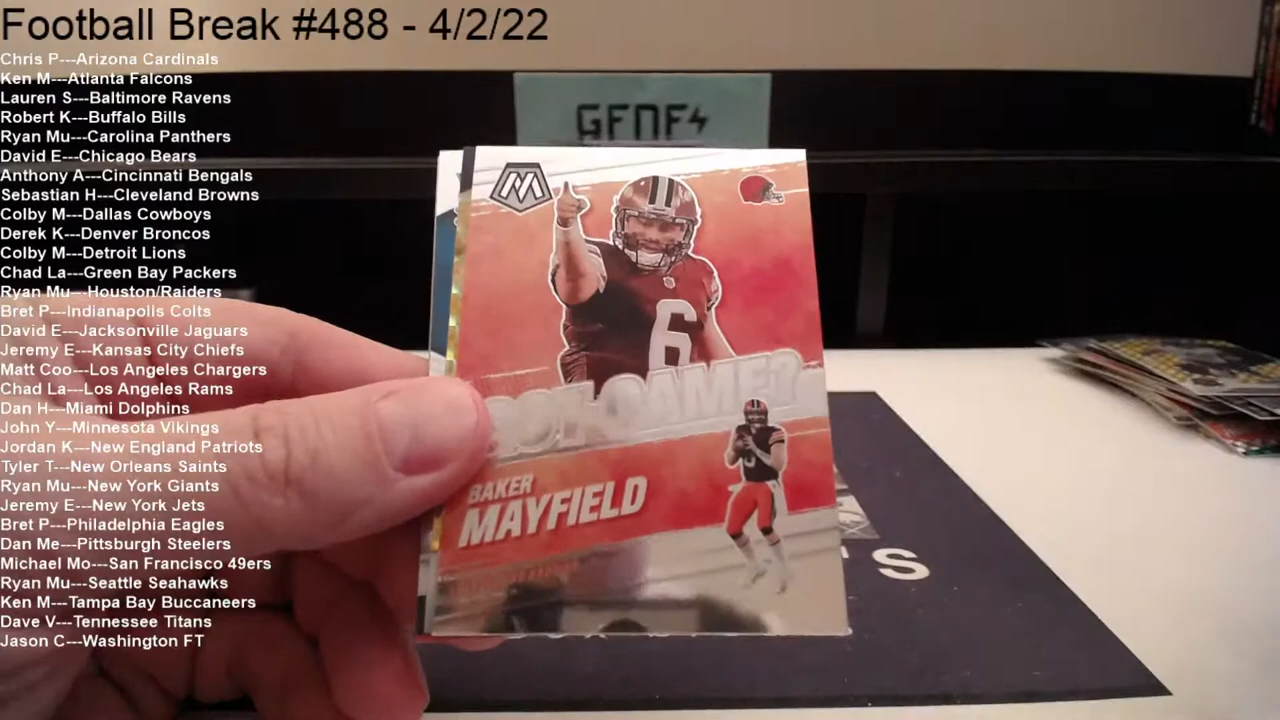 Football Break #488 - 4/2/22
Chris P---Arizona Cardinals
Ken M---Atlanta Falcons
Lauren S---Baltimore Ravens
Robert K---Buffalo Bills
Ryan Mu---Carolina Panthers
David E---Chicago Bears
Anthony A---Cincinnati Bengals
Sebastian H---Cleveland Browns
Colby M---Dallas Cowboys
Derek K---Denver Broncos
Colby M---Detroit Lions
Chad La---Green Bay Packers
Ryan Mu---Houston/Raiders
Bret P---Indianapolis Colts
David E---Jacksonville Jaguars
Jeremy E---Kansas City Chiefs
Matt Coo---Los Angeles Chargers
Chad La---Los Angeles Rams
Dan H---Miami Dolphins
John Y---Minnesota Vikings
Jordan K---New England Patriots
Tyler T---New Orleans Saints
Ryan Mu---New York Giants
Jeremy E---New York Jets
Bret P---Philadelphia Eagles
Dan Me---Pittsburgh Steelers
Michael Mo---San Francisco 49ers
Ryan Mu---Seattle Seahawks
Ken M---Tampa Bay Buccaneers
Dave V---Tennessee Titans
Jason C---Washington FT
M
6
GAME?
BAKER
MAYFIELD
S